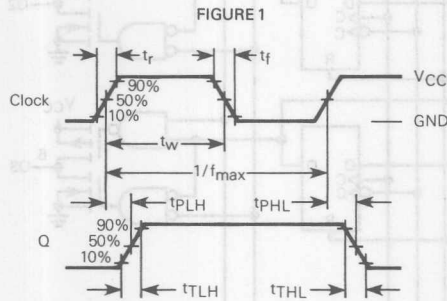 FIGURE 1
tr
tf
90%
VCC
Clock
50%
10%
GND
tw
1/fmax
tPLH
tPHL
90%
Q
50%
10%
tTLH
tTHL